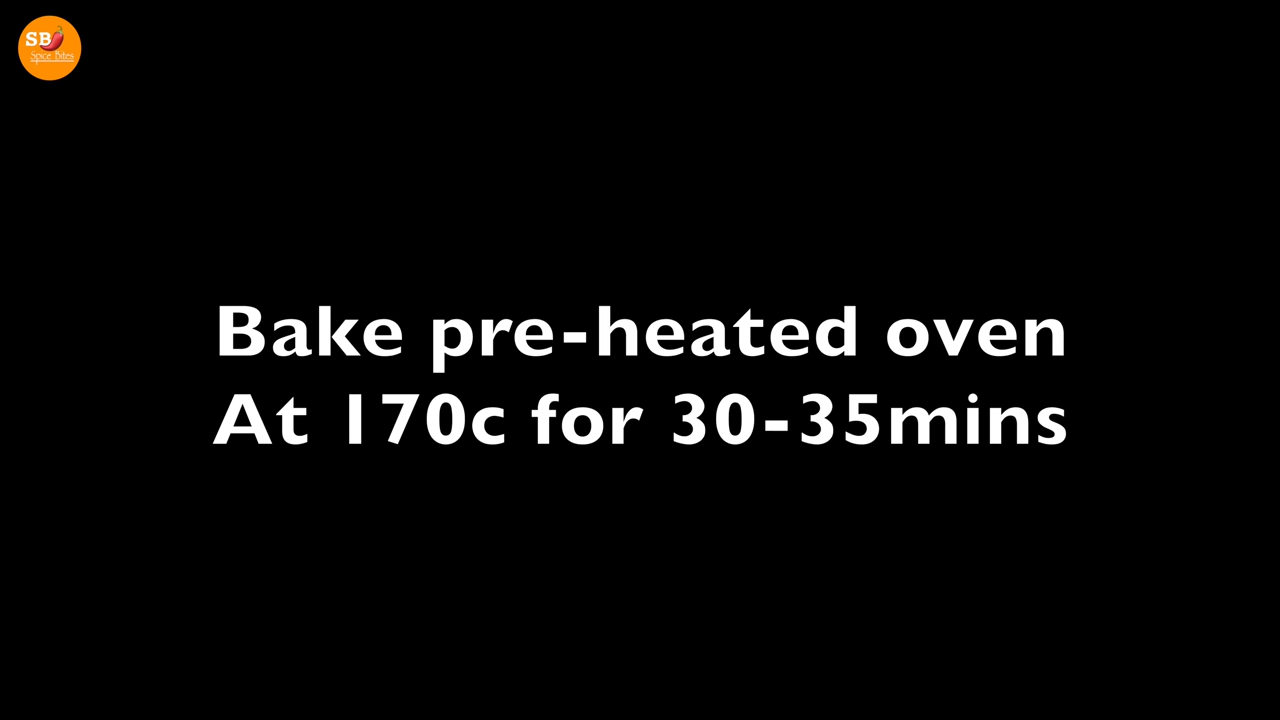 SB
Spice Bites
Bake pre-heated oven
At 170c for 30-35mins